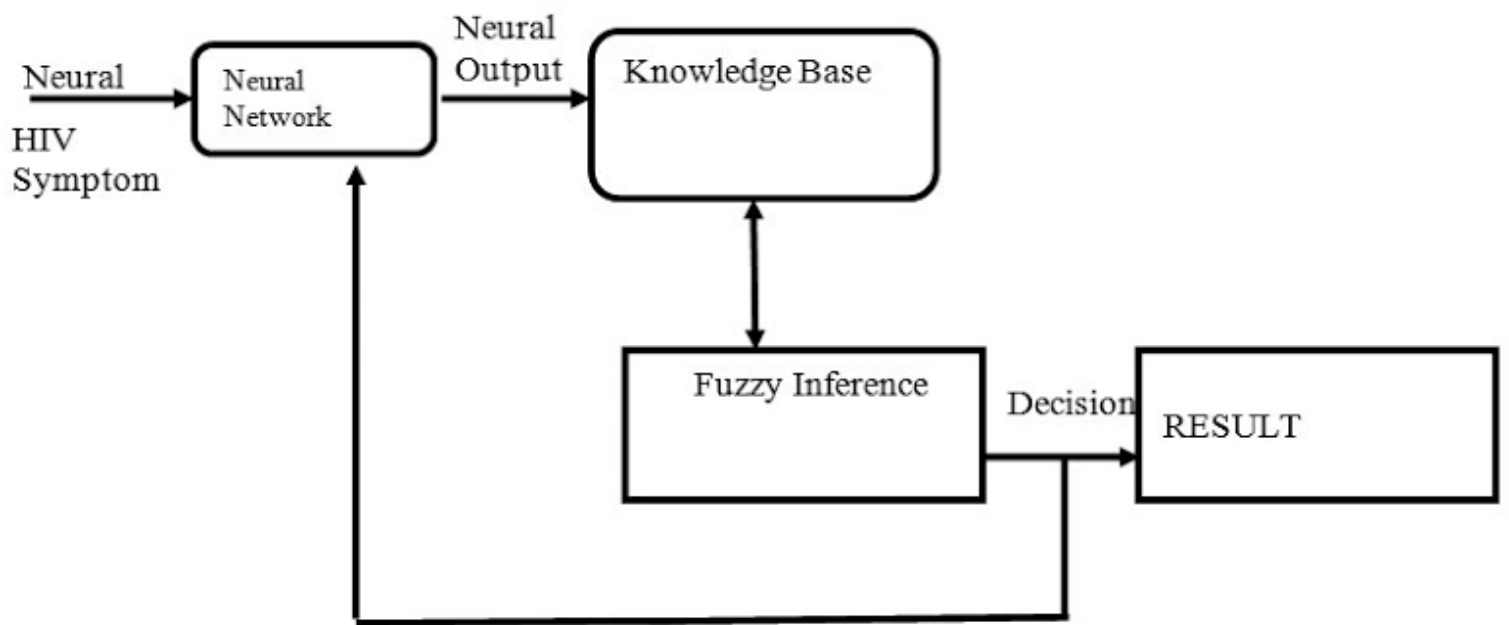 Neural
HIV
Symptom
Neural
Network
Neural
Output
Knowledge Base
Fuzzy Inference
Decision
RESULT